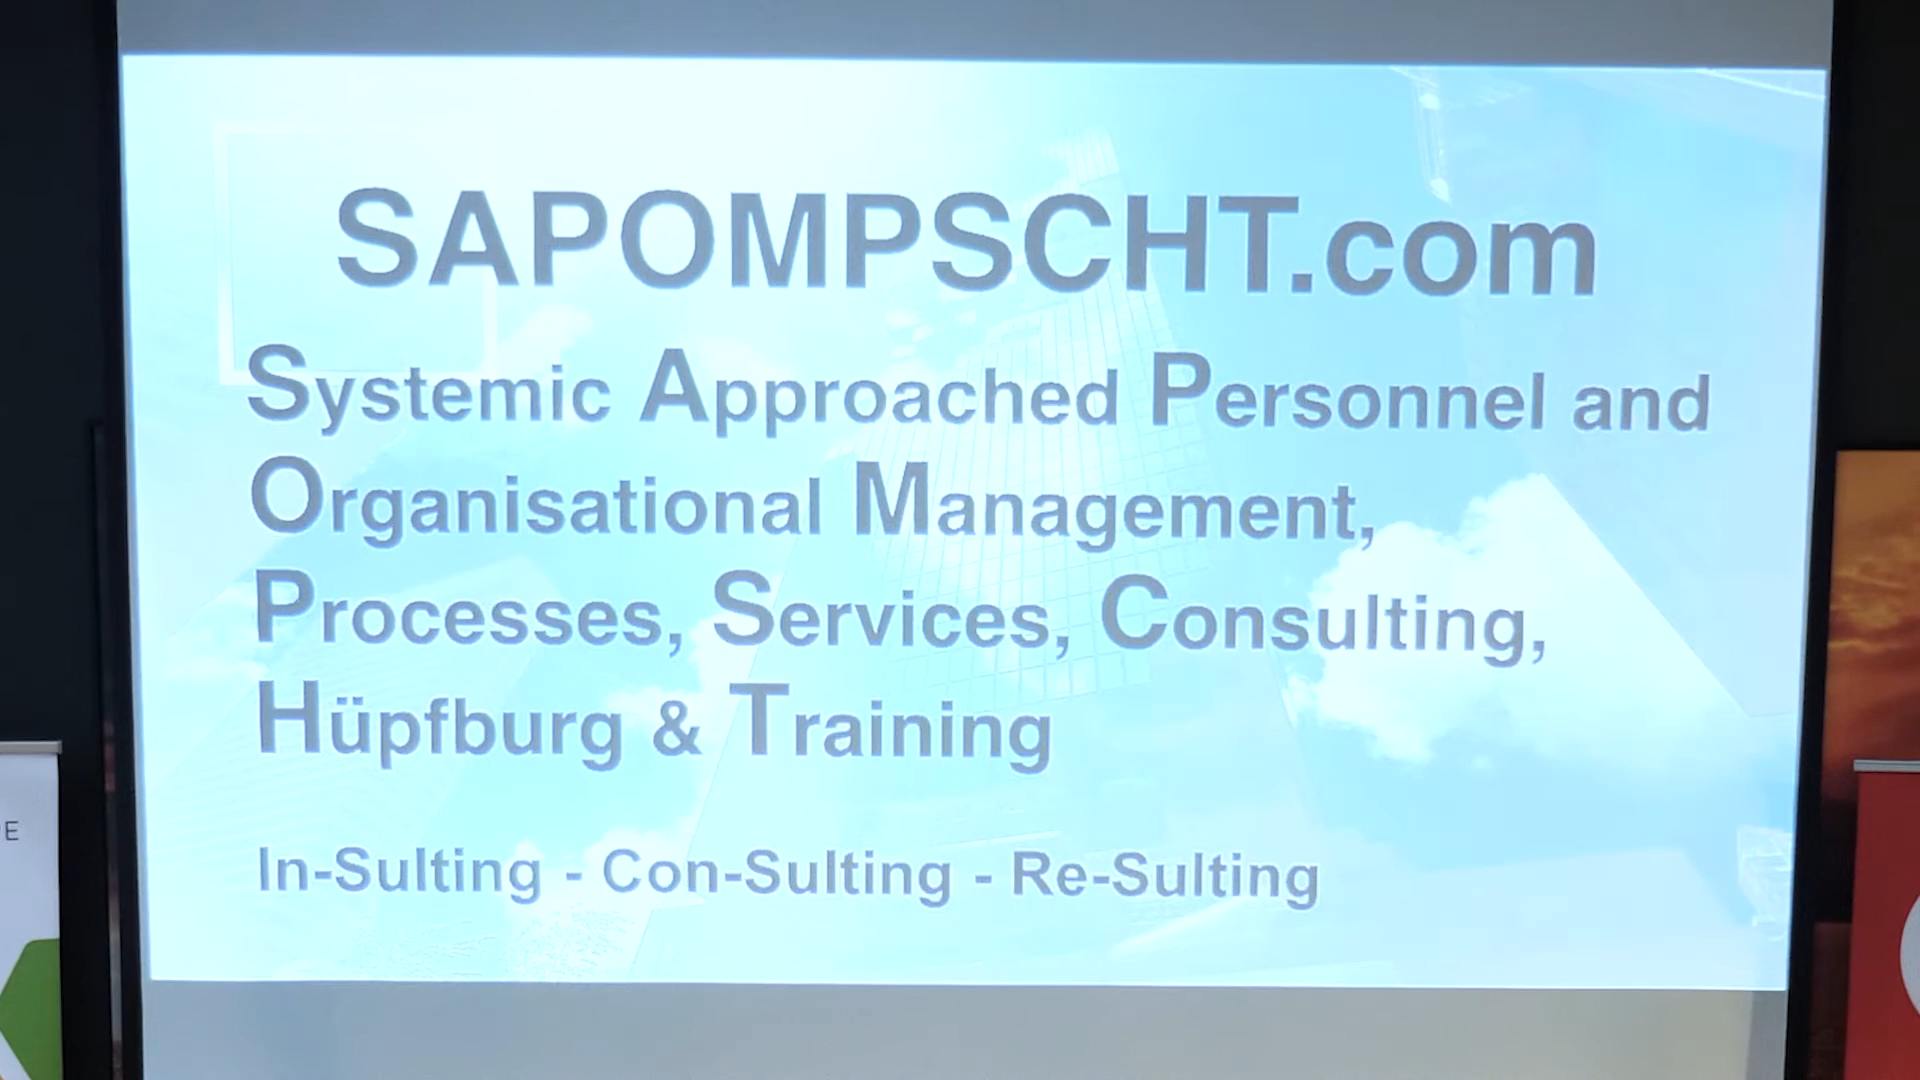 SAPOMPSCHT.com
Systemic Approached Personnel and
Organisational Management,
Processes, Services, Consulting,
Hüpfburg & Training
In-Sulting - Con-Sulting - Re-Sulting